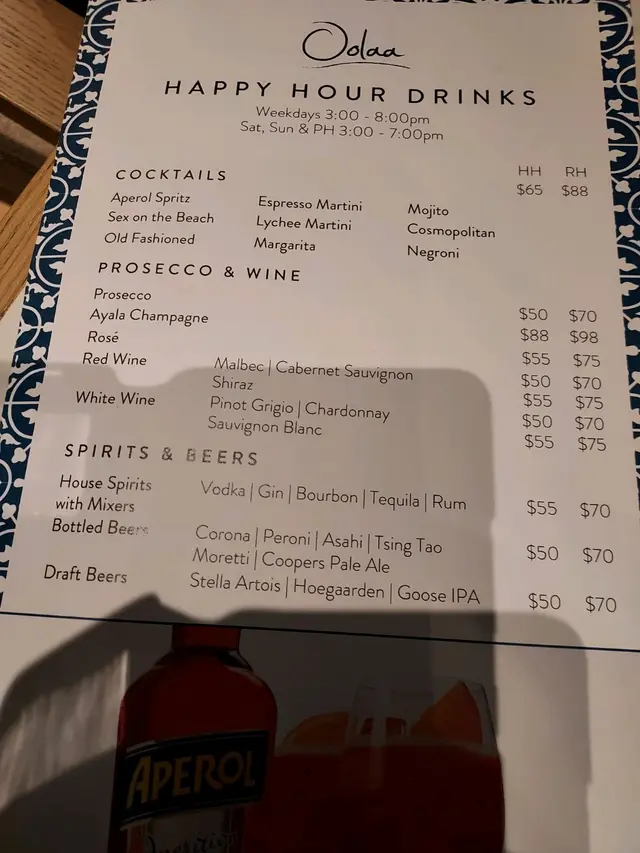 Oolaa
HAPPY HOUR DRINKS
Weekdays 3:00 - 8:00pm
Sat, Sun & PH 3:00 - 7:00pm
HH RH
COCKTAILS $65 $88
Aperol Spritz Espresso Martini Mojito
Sex on the Beach Lychee Martini Cosmopolitan
Old Fashioned Margarita Negroni
PROSECCO & WINE
Prosecco $50 $70
Ayala Champagne $88 $98
Rosé $55 $75
Red Wine Malbec | Cabernet Sauvignon $50 $70
Shiraz $55 $75
White Wine Pinot Grigio | Chardonnay $50 $70
Sauvignon Blanc $55 $75
SPIRITS & BEERS
House Spirits Vodka | Gin | Bourbon | Tequila | Rum $55 $70
with Mixers
Bottled Beers Corona | Peroni | Asahi | Tsing Tao $50 $70
Moretti | Coopers Pale Ale
Draft Beers Stella Artois | Hoegaarden | Goose IPA $50 $70
APEROL
Aperitivo